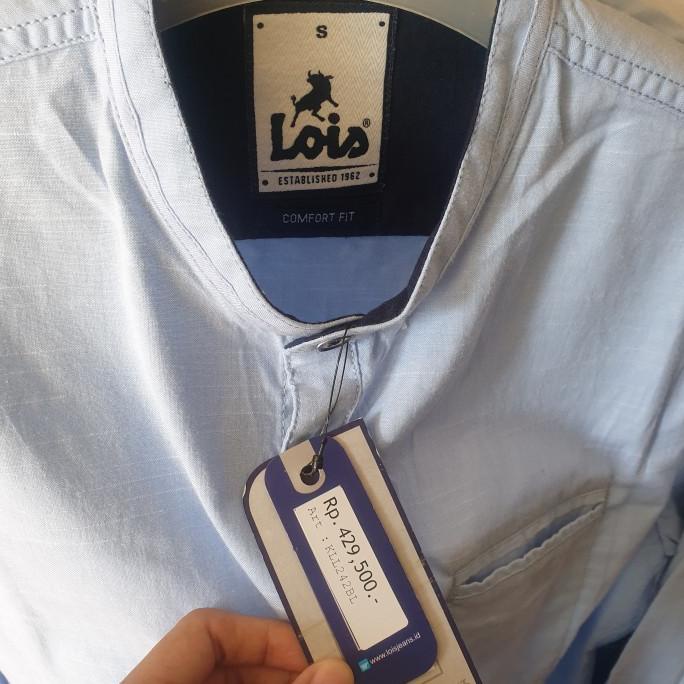 S
Lois®
ESTABLISHED 1962
COMFORT FIT
Rp. 429,500.-
Art : KLL242BL
www.loisjeans.id